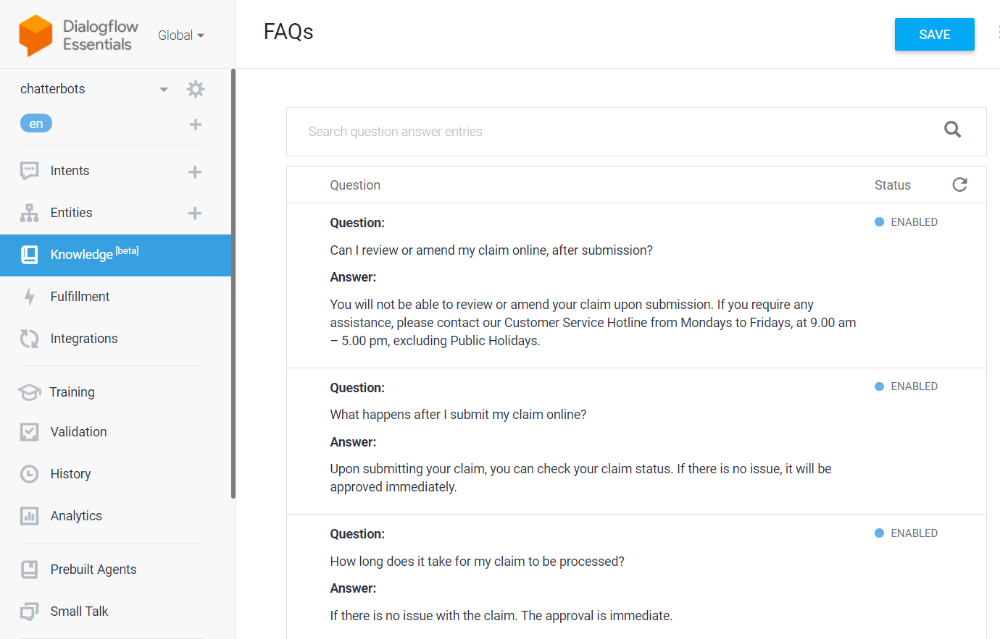 Dialogflow
Essentials
Global
FAQs
SAVE
chatterbots
en
Intents
Entities
Knowledge [beta]
Fulfillment
Integrations
Training
Validation
History
Analytics
Prebuilt Agents
Small Talk
Search question answer entries
Question Status
Question: ENABLED
Can I review or amend my claim online, after submission?
Answer:
You will not be able to review or amend your claim upon submission. If you require any
assistance, please contact our Customer Service Hotline from Mondays to Fridays, at 9.00 am
– 5.00 pm, excluding Public Holidays.
Question: ENABLED
What happens after I submit my claim online?
Answer:
Upon submitting your claim, you can check your claim status. If there is no issue, it will be
approved immediately.
Question: ENABLED
How long does it take for my claim to be processed?
Answer:
If there is no issue with the claim. The approval is immediate.